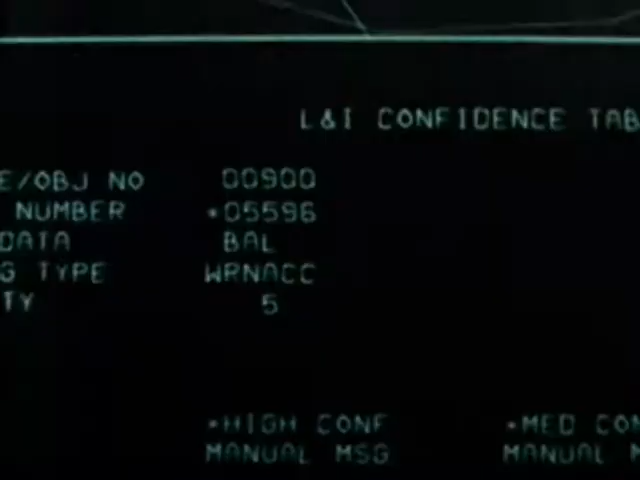 L&I CONFIDENCE TAB
E/OBJ NO 00900
NUMBER *05596
DATA BAL
G TYPE WRNACC
TY 5
*HIGH CONF *MED CON
MANUAL MSG MANUAL M